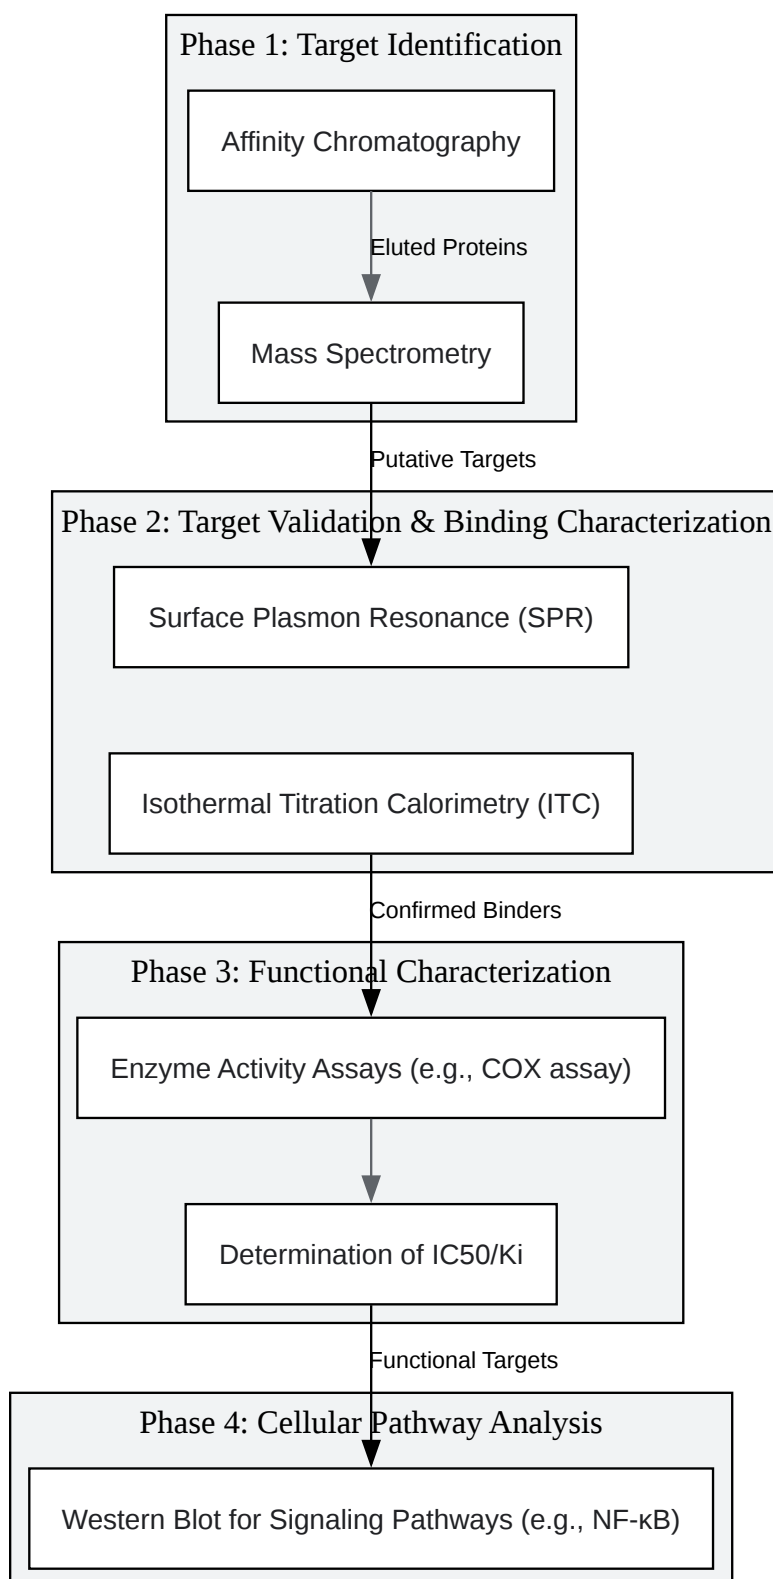 Phase 1: Target Identification
Affinity Chromatography
Eluted Proteins
Mass Spectrometry
Putative Targets
Phase 2: Target Validation & Binding Characterization
Surface Plasmon Resonance (SPR)
Isothermal Titration Calorimetry (ITC)
Confirmed Binders
Phase 3: Functional Characterization
Enzyme Activity Assays (e.g., COX assay)
Determination of IC50/Ki
Functional Targets
Phase 4: Cellular Pathway Analysis
Western Blot for Signaling Pathways (e.g., NF-κB)